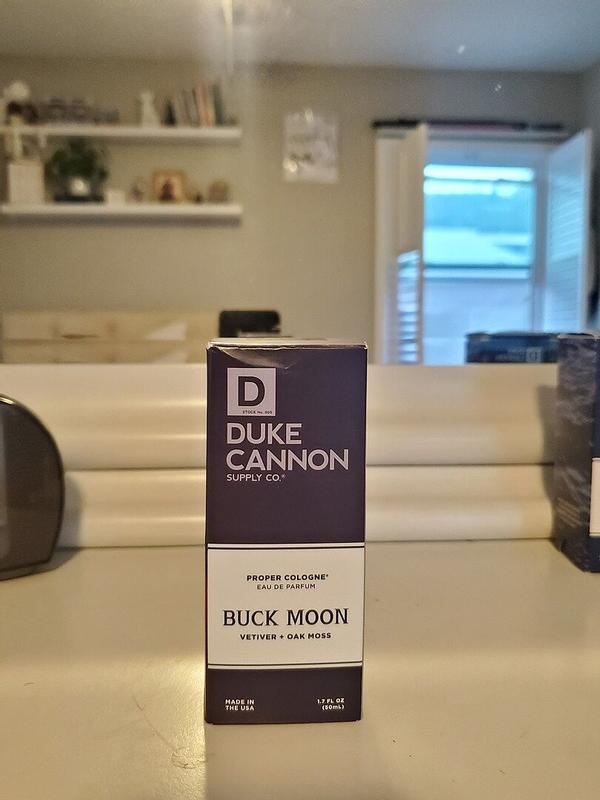 D
STOCK No. 005
DUKE
CANNON
SUPPLY CO.®
PROPER COLOGNE®
EAU DE PARFUM
BUCK MOON
VETIVER + OAK MOSS
MADE IN
THE USA
1.7 FL OZ
(50mL)